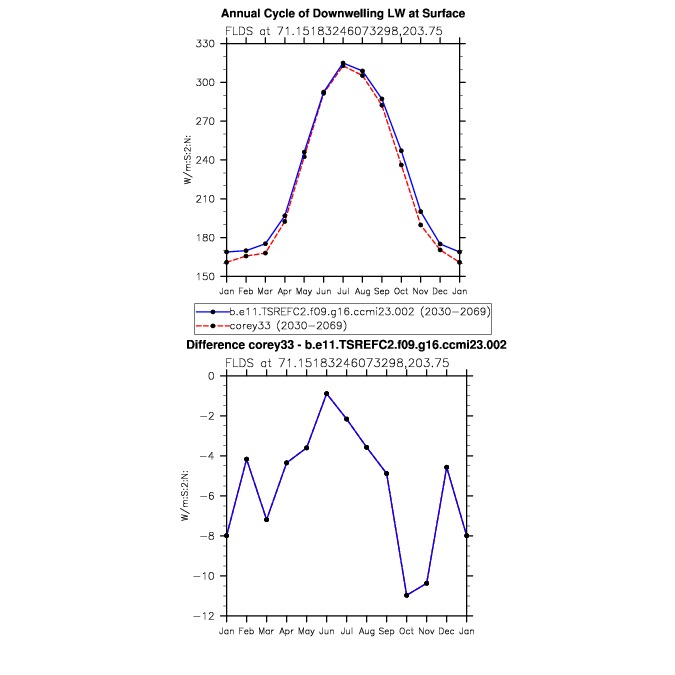 Annual Cycle of Downwelling LW at Surface
FLDS at 71.15183246073298,203.75
330
300
270
240
210
180
150
W/m:S:2:N:
Jan Feb Mar Apr May Jun Jul Aug Sep Oct Nov Dec Jan
b.e11.TSREFC2.f09.g16.ccmi23.002 (2030-2069)
corey33 (2030-2069)
Difference corey33 - b.e11.TSREFC2.f09.g16.ccmi23.002
FLDS at 71.15183246073298,203.75
0
-2
-4
-6
-8
-10
-12
W/m:S:2:N:
Jan Feb Mar Apr May Jun Jul Aug Sep Oct Nov Dec Jan